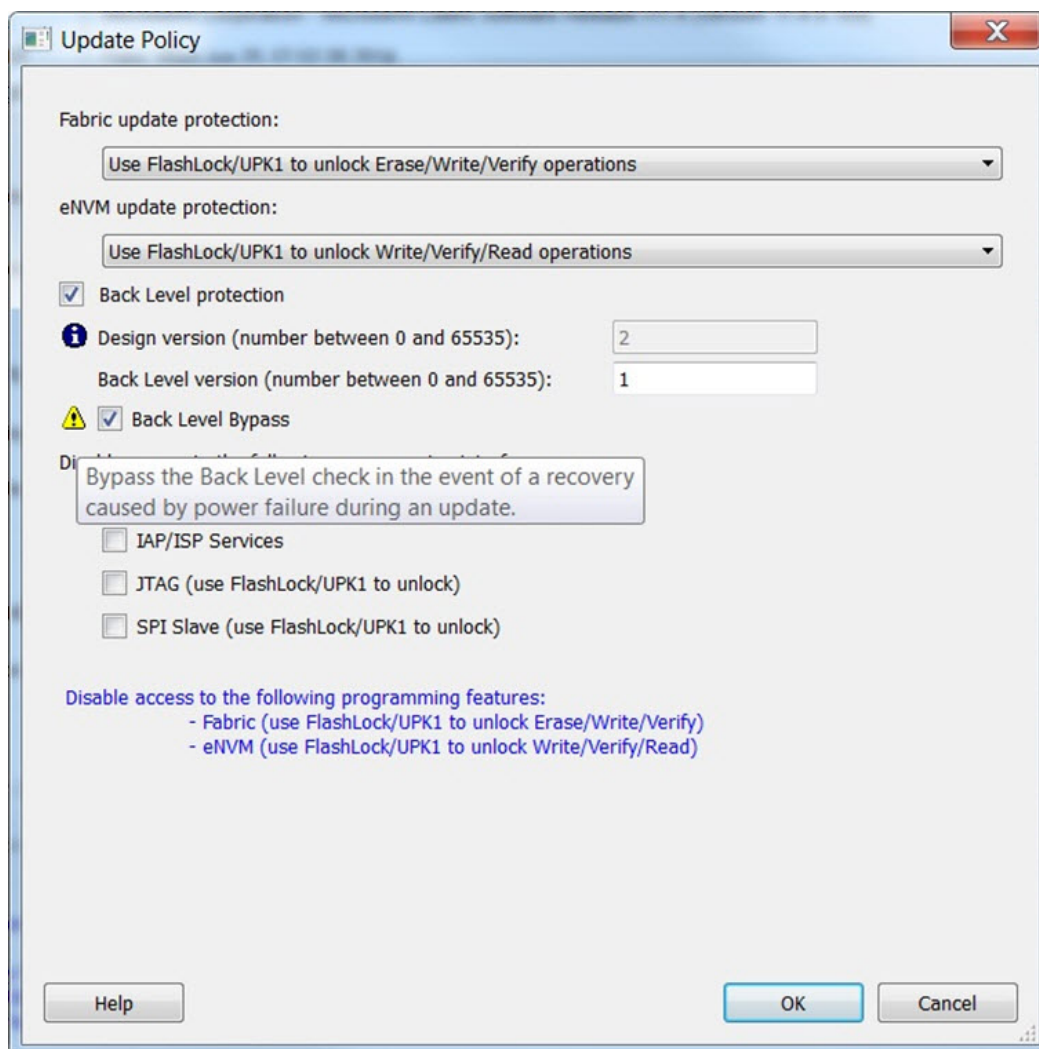 Update Policy
Fabric update protection:
Use FlashLock/UPK1 to unlock Erase/Write/Verify operations
eNVM update protection:
Use FlashLock/UPK1 to unlock Write/Verify/Read operations
Back Level protection
Design version (number between 0 and 65535): 2
Back Level version (number between 0 and 65535): 1
Back Level Bypass
Bypass the Back Level check in the event of a recovery
caused by power failure during an update.
IAP/ISP Services
JTAG (use FlashLock/UPK1 to unlock)
SPI Slave (use FlashLock/UPK1 to unlock)
Disable access to the following programming features:
- Fabric (use FlashLock/UPK1 to unlock Erase/Write/Verify)
- eNVM (use FlashLock/UPK1 to unlock Write/Verify/Read)
Help OK Cancel